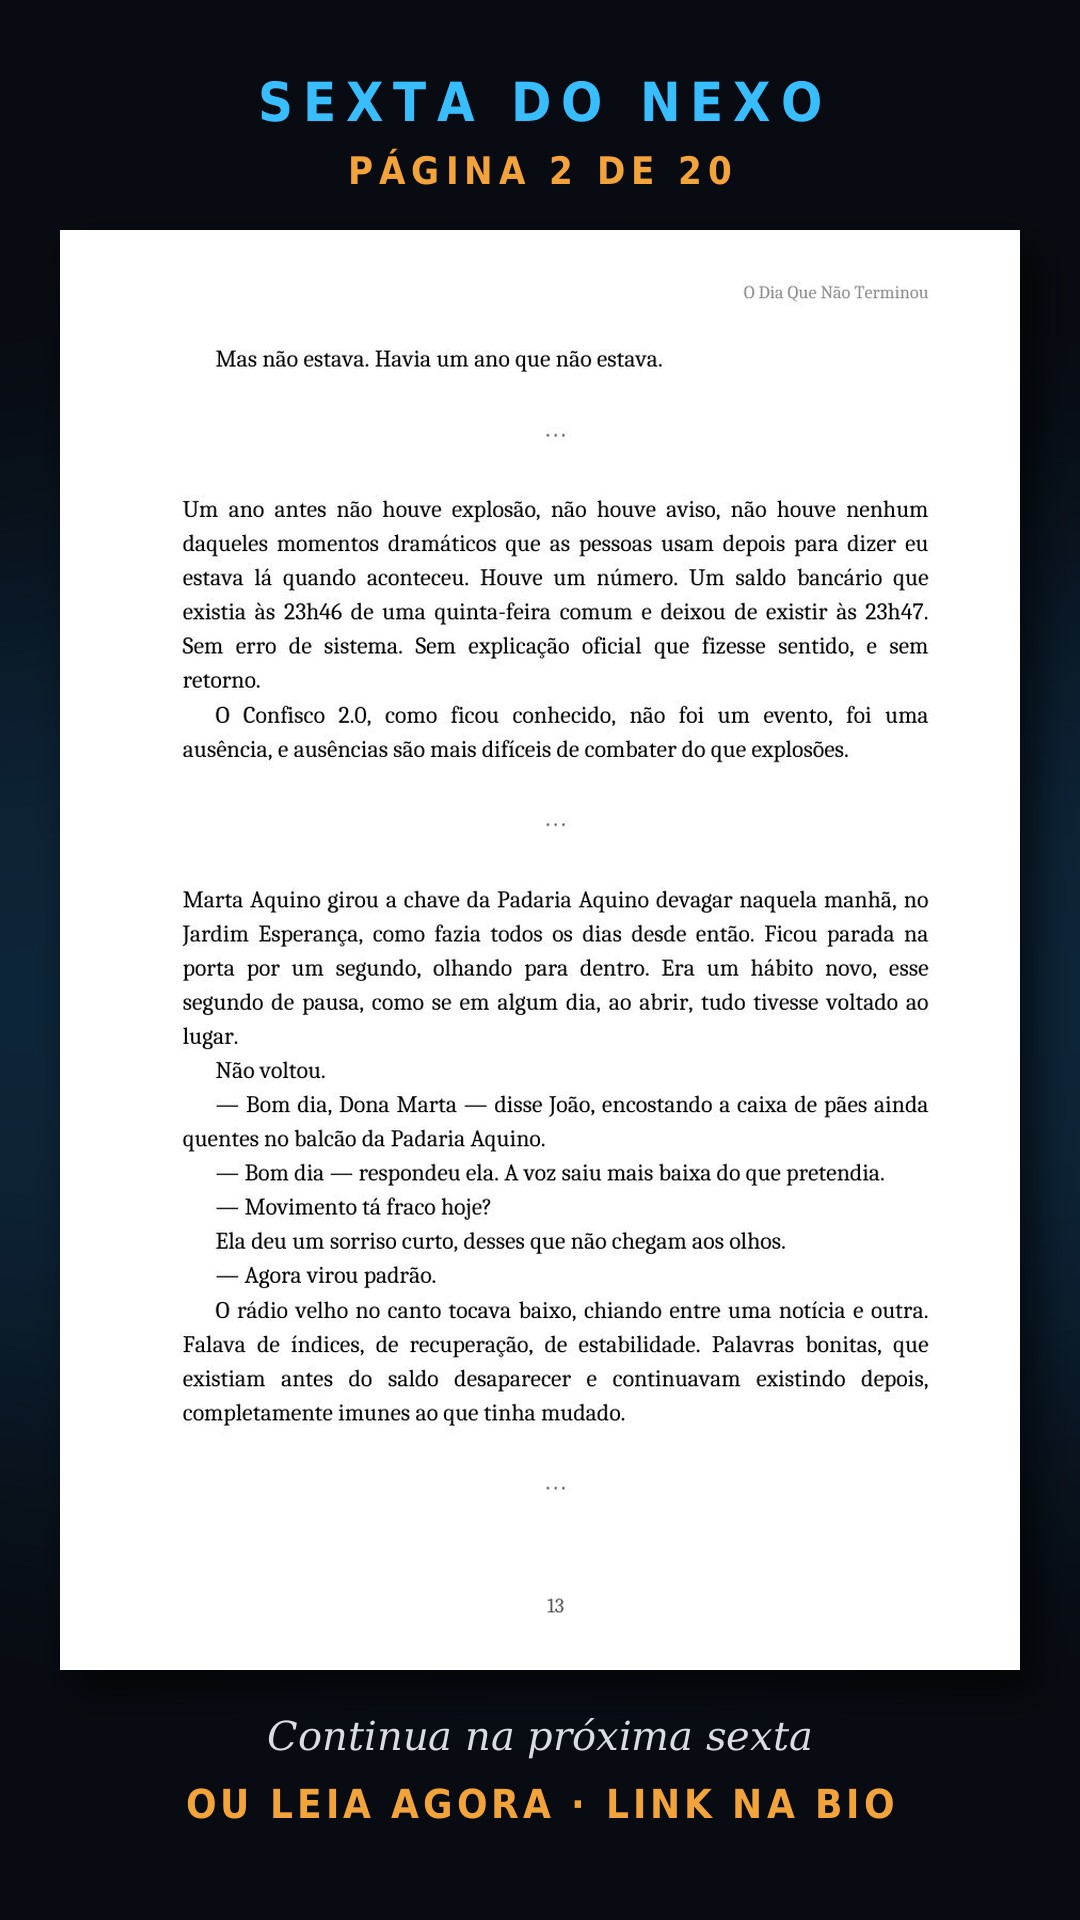 SEXTA DO NEXO
PÁGINA 2 DE 20
O Dia Que Não Terminou
Mas não estava. Havia um ano que não estava.
...
Um ano antes não houve explosão, não houve aviso, não houve nenhum
daqueles momentos dramáticos que as pessoas usam depois para dizer eu
estava lá quando aconteceu. Houve um número. Um saldo bancário que
existia às 23h46 de uma quinta-feira comum e deixou de existir às 23h47.
Sem erro de sistema. Sem explicação oficial que fizesse sentido, e sem
retorno.
O Confisco 2.0, como ficou conhecido, não foi um evento, foi uma
ausência, e ausências são mais difíceis de combater do que explosões.
...
Marta Aquino girou a chave da Padaria Aquino devagar naquela manhã, no
Jardim Esperança, como fazia todos os dias desde então. Ficou parada na
porta por um segundo, olhando para dentro. Era um hábito novo, esse
segundo de pausa, como se em algum dia, ao abrir, tudo tivesse voltado ao
lugar.
Não voltou.
— Bom dia, Dona Marta — disse João, encostando a caixa de pães ainda
quentes no balcão da Padaria Aquino.
— Bom dia — respondeu ela. A voz saiu mais baixa do que pretendia.
— Movimento tá fraco hoje?
Ela deu um sorriso curto, desses que não chegam aos olhos.
— Agora virou padrão.
O rádio velho no canto tocava baixo, chiando entre uma notícia e outra.
Falava de índices, de recuperação, de estabilidade. Palavras bonitas, que
existiam antes do saldo desaparecer e continuavam existindo depois,
completamente imunes ao que tinha mudado.
...
13
Continua na próxima sexta
OU LEIA AGORA · LINK NA BIO